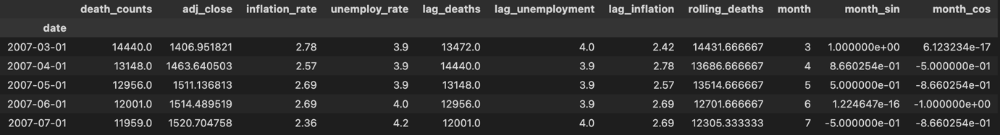 death_counts adj_close inflation_rate unemploy_rate lag_deaths lag_unemployment lag_inflation rolling_deaths month month_sin month_cos
date
2007-03-01 14440.0 1406.951821 2.78 3.9 13472.0 4.0 2.42 14431.666667 3 1.000000e+00 6.123234e-17
2007-04-01 13148.0 1463.640503 2.57 3.9 14440.0 3.9 2.78 13686.666667 4 8.660254e-01 -5.000000e-01
2007-05-01 12956.0 1511.136813 2.69 3.9 13148.0 3.9 2.57 13514.666667 5 5.000000e-01 -8.660254e-01
2007-06-01 12001.0 1514.489519 2.69 4.0 12956.0 3.9 2.69 12701.666667 6 1.224647e-16 -1.000000e+00
2007-07-01 11959.0 1520.704758 2.36 4.2 12001.0 4.0 2.69 12305.333333 7 -5.000000e-01 -8.660254e-01